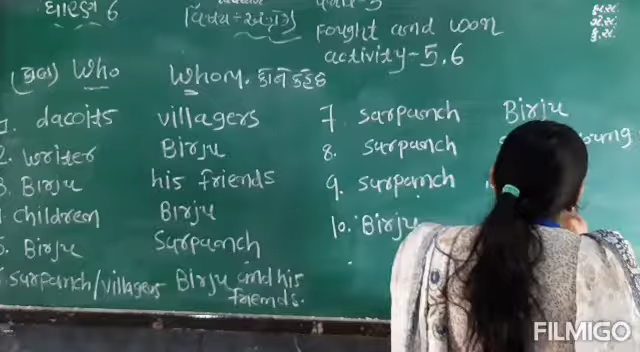 ધોરણ 6
fought and won
activity-5.6
Who Whom. કોને કહે છે
1. dacoits villagers
2. writer Birju
3. Birju his friends
children Birju
5. Birju Sarpanch
sarpanch/villagers Birju and his friends.
7. sarpanch Birju
8. sarpanch
9. sarpanch
10. Birju
FILMIGO